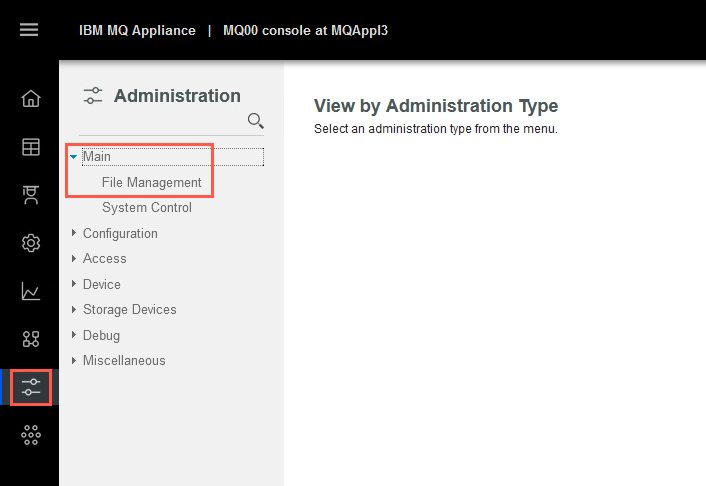 IBM MQ Appliance | MQ00 console at MQAppl3
Administration
Main
File Management
System Control
Configuration
Access
Device
Storage Devices
Debug
Miscellaneous
View by Administration Type
Select an administration type from the menu.